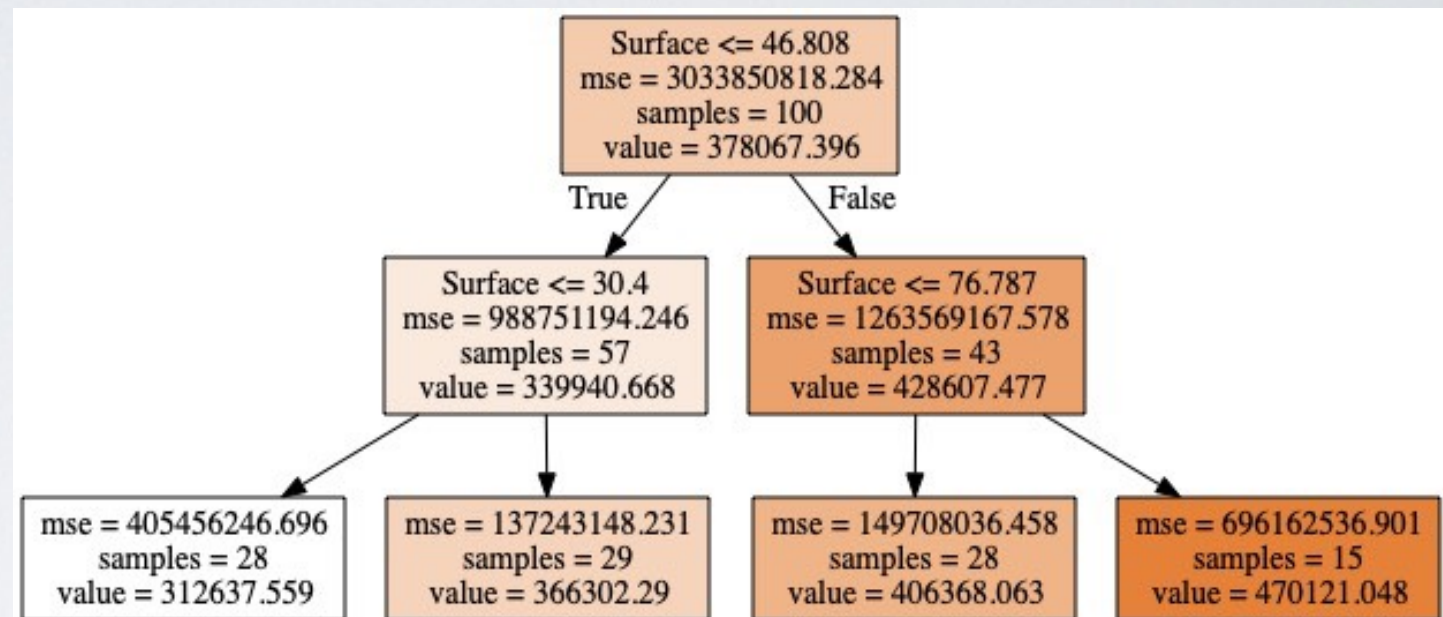 Surface <= 46.808
mse = 3033850818.284
samples = 100
value = 378067.396
True
False
Surface <= 30.4
mse = 988751194.246
samples = 57
value = 339940.668
Surface <= 76.787
mse = 1263569167.578
samples = 43
value = 428607.477
mse = 405456246.696
samples = 28
value = 312637.559
mse = 137243148.231
samples = 29
value = 366302.29
mse = 149708036.458
samples = 28
value = 406368.063
mse = 696162536.901
samples = 15
value = 470121.048